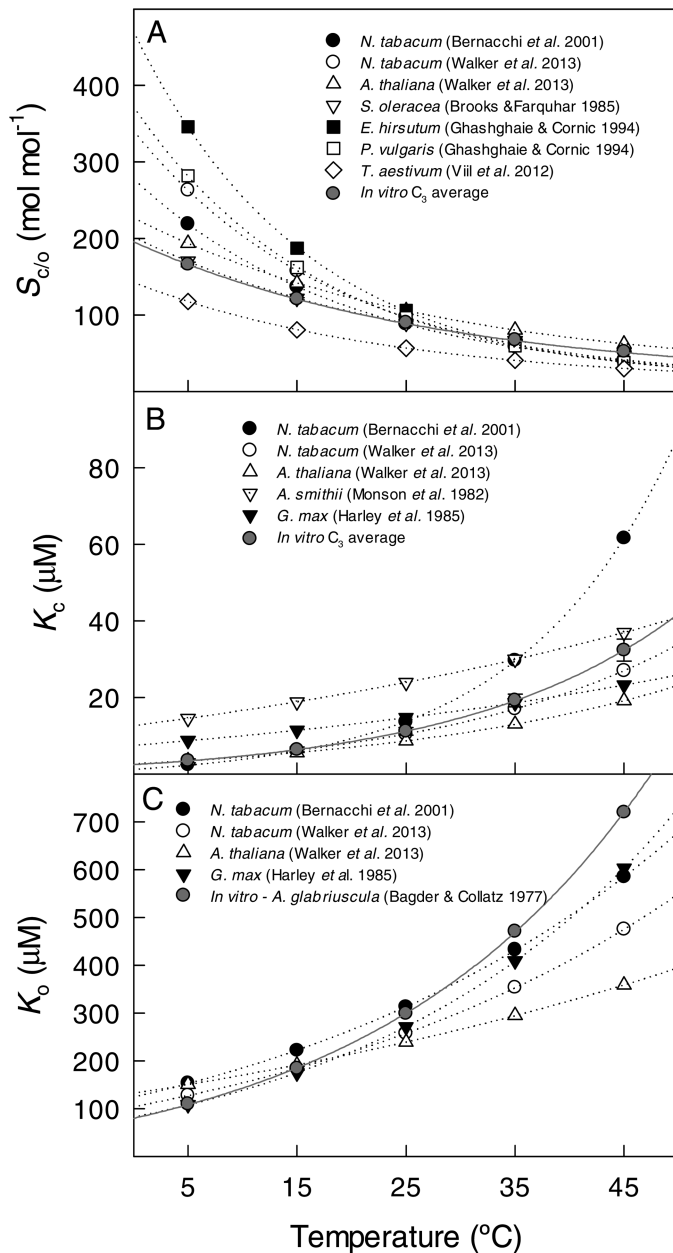 A
N. tabacum (Bernacchi et al. 2001)
N. tabacum (Walker et al. 2013)
A. thaliana (Walker et al. 2013)
S. oleracea (Brooks &Farquhar 1985)
E. hirsutum (Ghashghaie & Cornic 1994)
P. vulgaris (Ghashghaie & Cornic 1994)
T. aestivum (Viil et al. 2012)
In vitro C3 average
400
300
200
100
Sc/o (mol mol-1)
B
N. tabacum (Bernacchi et al. 2001)
N. tabacum (Walker et al. 2013)
A. thaliana (Walker et al. 2013)
A. smithii (Monson et al. 1982)
G. max (Harley et al. 1985)
In vitro C3 average
80
60
40
20
Kc (µM)
C
N. tabacum (Bernacchi et al. 2001)
N. tabacum (Walker et al. 2013)
A. thaliana (Walker et al. 2013)
G. max (Harley et al. 1985)
In vitro - A. glabriuscula (Bagder & Collatz 1977)
700
600
500
400
300
200
100
Ko (µM)
5 15 25 35 45
Temperature (ºC)